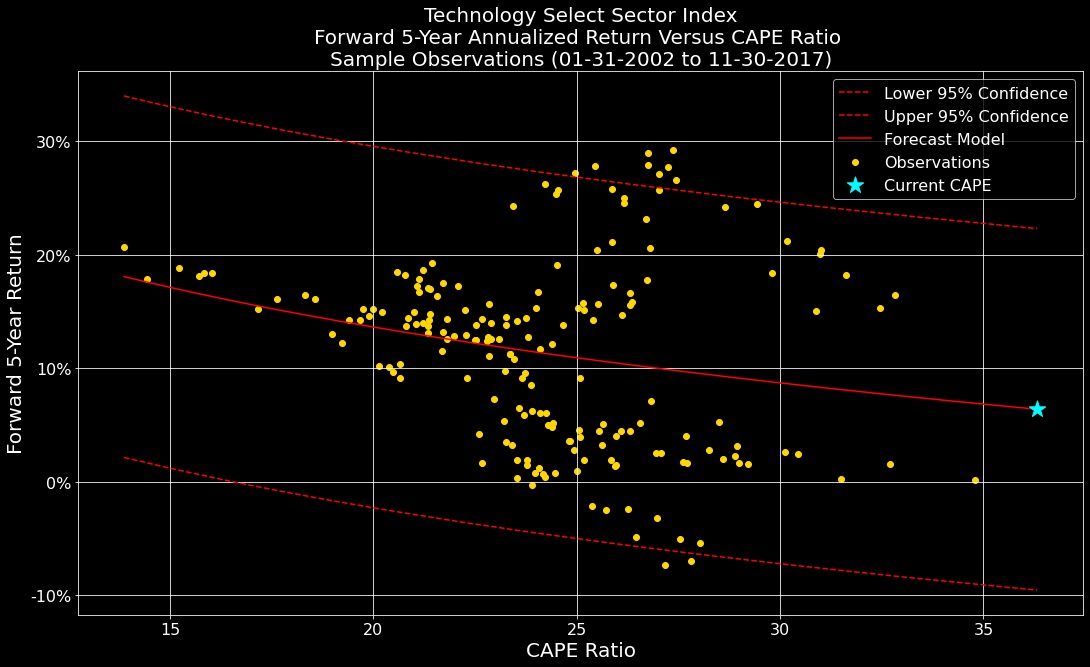 Technology Select Sector Index
Forward 5-Year Annualized Return Versus CAPE Ratio
Sample Observations (01-31-2002 to 11-30-2017)
Lower 95% Confidence
Upper 95% Confidence
Forecast Model
Observations
Current CAPE
Forward 5-Year Return
30%
20%
10%
0%
-10%
15
20
25
30
35
CAPE Ratio